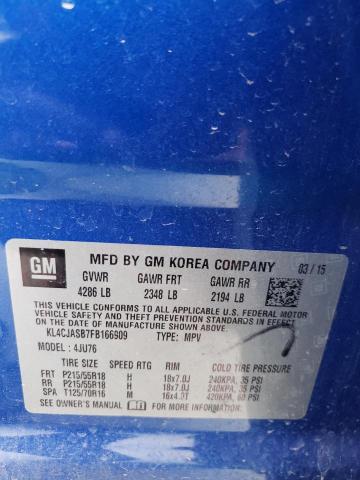 GM
MFD BY GM KOREA COMPANY 03/15
GVWR GAWR FRT GAWR RR
4286 LB 2348 LB 2194 LB
THIS VEHICLE CONFORMS TO ALL APPLICABLE U.S. FEDERAL MOTOR
VEHICLE SAFETY AND THEFT PREVENTION STANDARDS IN
EFFECT ON THE DATE OF MANUFACTURE SHOWN ABOVE.
KL4CJASB7FB166909 TYPE: MPV
MODEL : 4JU76
TIRE SIZE SPEED RTG RIM COLD TIRE PRESSURE
FRT P215/55R18 H 18x7.0J 240KPA, 35 PSI
RR P215/55R18 H 18x7.0J 240KPA, 35 PSI
SPA T125/70R16 M 16x4.0T 420KPA, 60 PSI
SEE OWNER'S MANUAL FOR ADDITIONAL INFORMATION